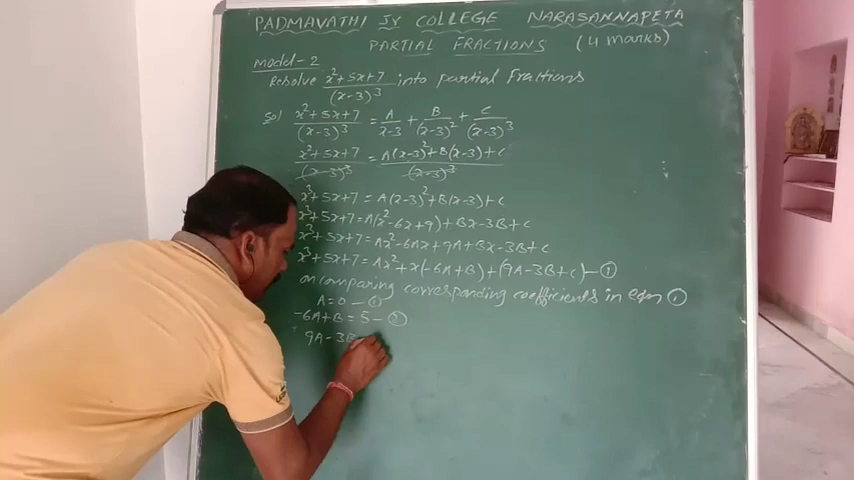 PADMAVATHI Jr COLLEGE NARASANNAPETA
PARTIAL FRACTIONS (4 marks)
model-2
Resolve x²+5x+7/(x-3)³ into partial fractions
Sol x²+5x+7/(x-3)³ = A/x-3 + B/(x-3)² + C/(x-3)³
x²+5x+7/(x-3)³ = A(x-3)²+B(x-3)+C/(x-3)³
x³+5x+7 = A(x-3)²+B(x-3)+C
x³+5x+7 = A(x²-6x+9)+Bx-3B+C
x³+5x+7 = Ax²-6Ax+9A+Bx-3B+C
x³+5x+7 = Ax²+x(-6A+B)+(9A-3B+C)-①
on comparing corresponding coefficients in eqn ①
A=0-①
-6A+B=5-②
9A-3B